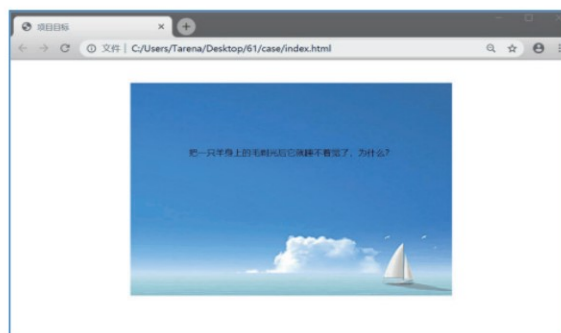 项目目标
文件 | C:/Users/Tarena/Desktop/61/case/index.html
把一只羊身上的毛剃光后它就睡不着觉了，为什么？